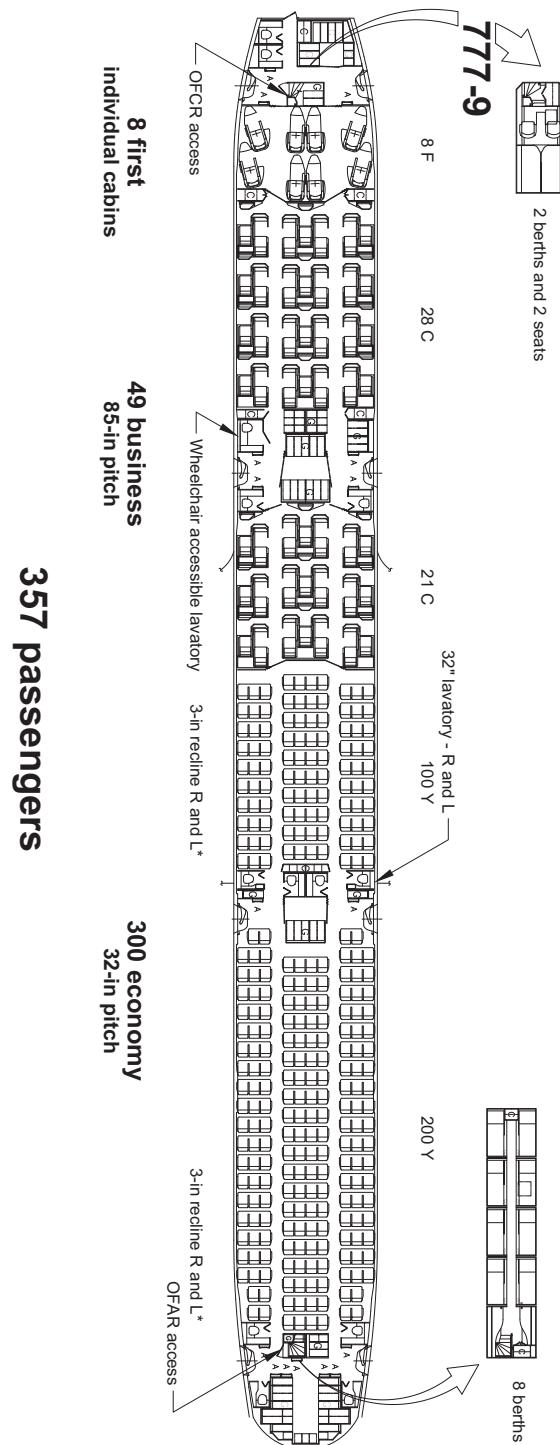 777-9
2 berths and 2 seats
8 berths
8 F
28 C
21 C
32" lavatory - R and L
100 Y
200 Y
OFCR access
Wheelchair accessible lavatory
3-in recline R and L*
3-in recline R and L*
OFAR access
8 first
individual cabins
49 business
85-in pitch
300 economy
32-in pitch
357 passengers